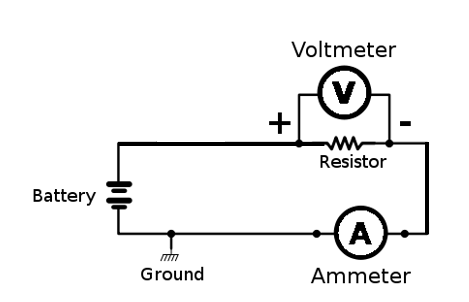 Voltmeter
V
+ -
Resistor
Battery
A
Ground
Ammeter